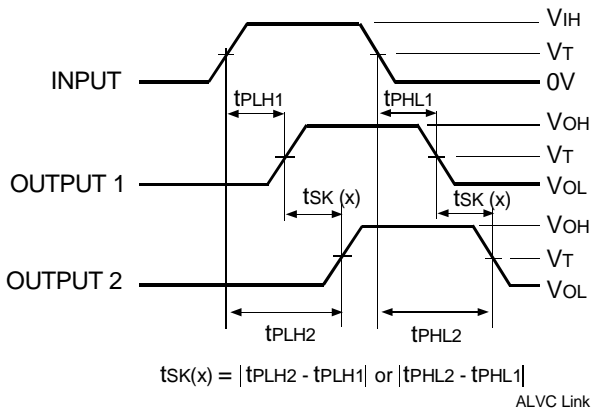 VIH
VT
INPUT
0V
tPLH1
tPHL1
VOH
VT
OUTPUT 1
VOL
tSK (x)
tSK (x)
VOH
VT
OUTPUT 2
VOL
tPLH2
tPHL2
tSK(x) = |tPLH2 - tPLH1| or |tPHL2 - tPHL1|
ALVC Link